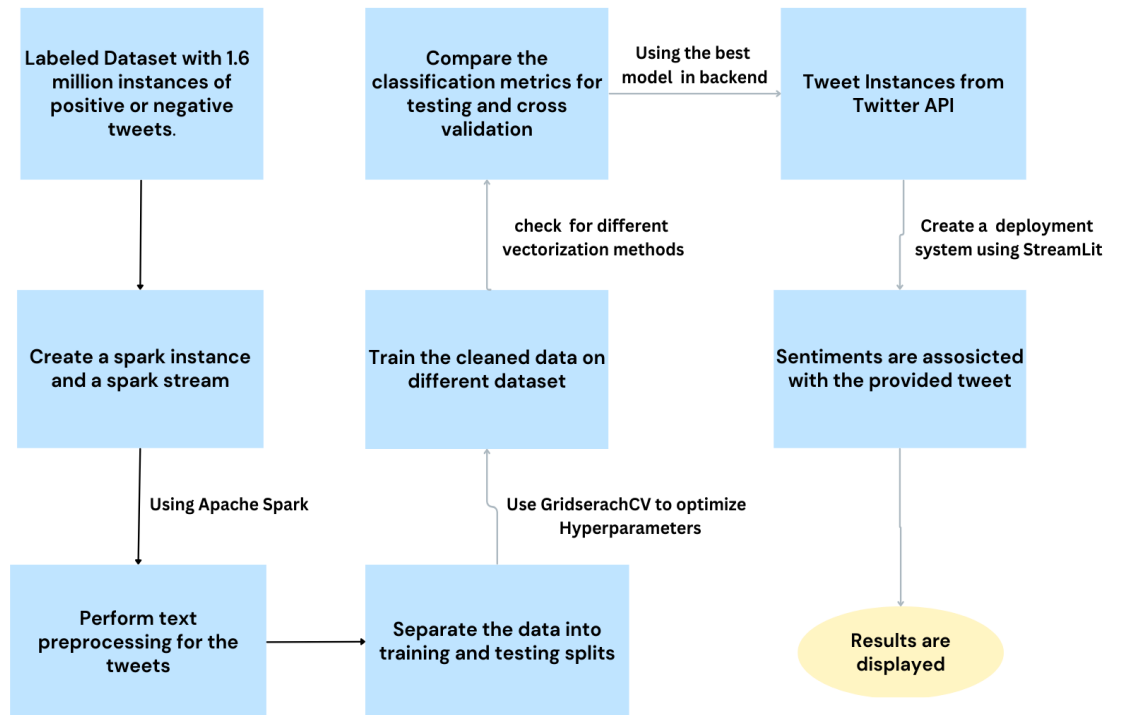 Labeled Dataset with 1.6
million instances of
positive or negative
tweets.
Create a spark instance
and a spark stream
Using Apache Spark
Perform text
preprocessing for the
tweets
Separate the data into
training and testing splits
Use GridserachCV to optimize
Hyperparameters
Train the cleaned data on
different dataset
check for different
vectorization methods
Compare the
classification metrics for
testing and cross
validation
Using the best
model in backend
Tweet Instances from
Twitter API
Create a deployment
system using StreamLit
Sentiments are assosicted
with the provided tweet
Results are
displayed